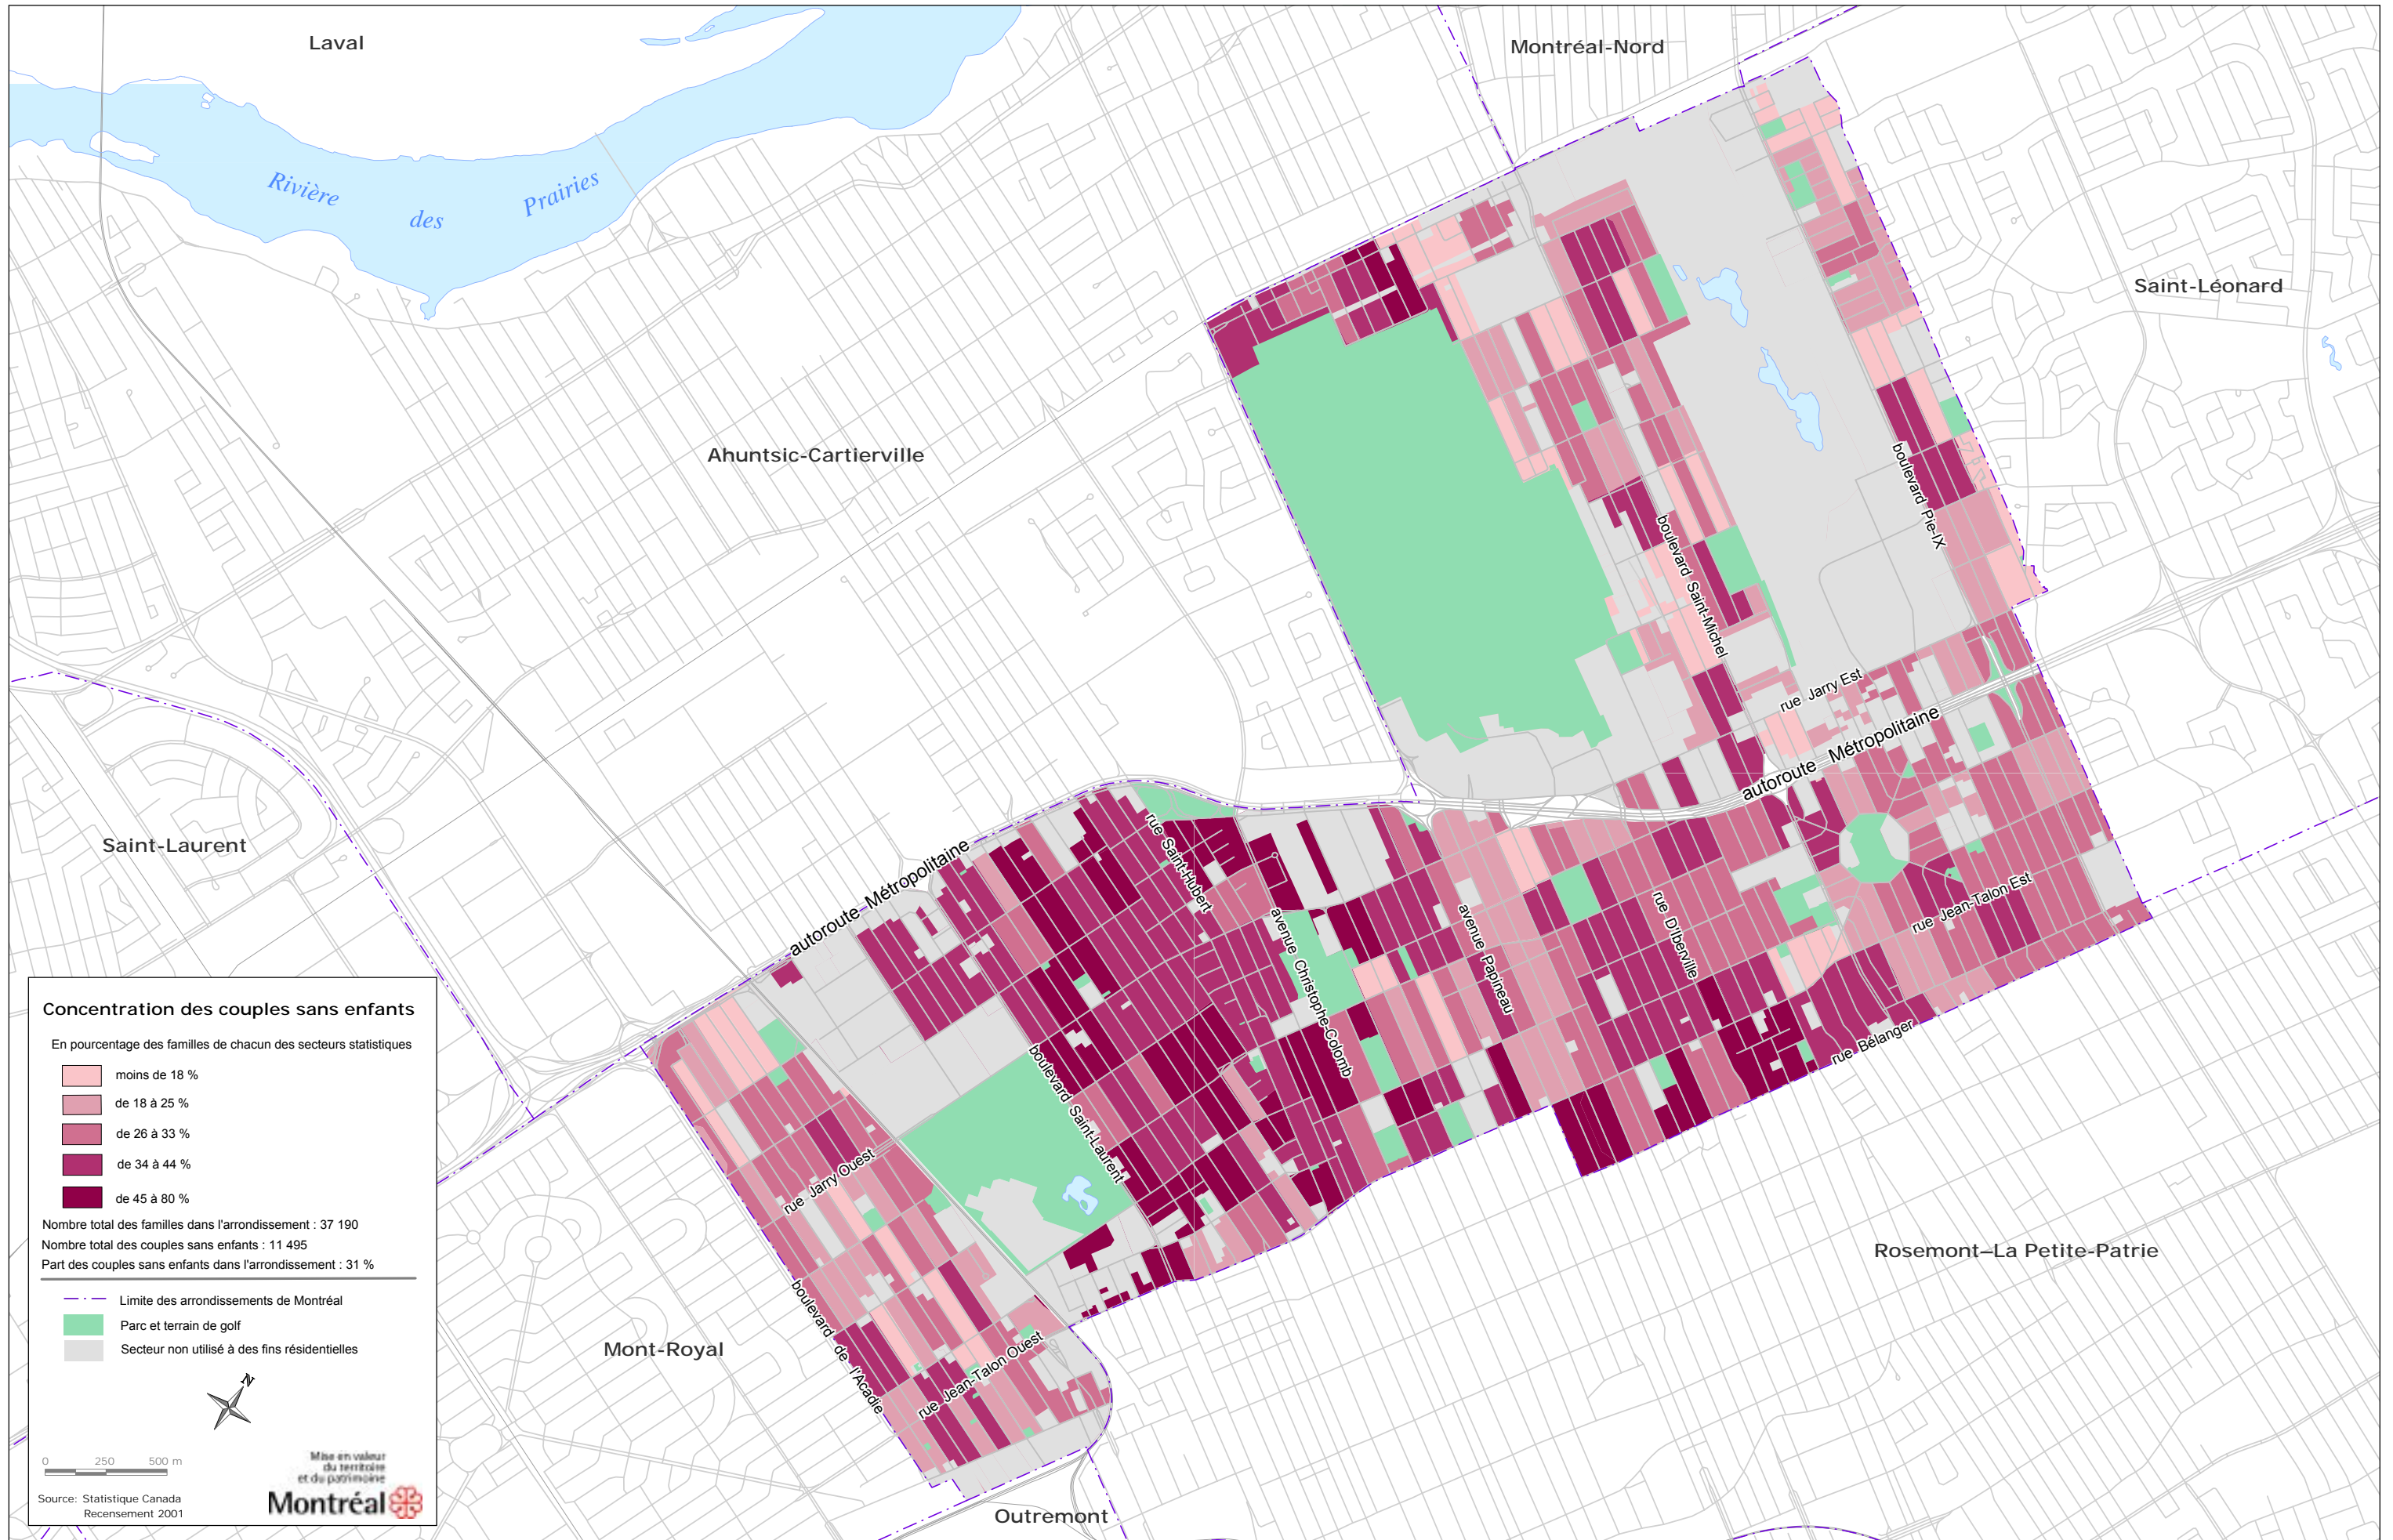 Laval
Montréal-Nord
Rivière
des
Prairies
Saint-Léonard
Ahuntsic-Cartierville
boulevard Pie-IX
boulevard Saint-Michel
rue Jarry Est
autoroute Métropolitaine
Saint-Laurent
autoroute Métropolitaine
rue Saint-Hubert
avenue Christophe-Colomb
avenue Papineau
rue D'Iberville
rue Jean-Talon Est
rue Bélanger
boulevard Saint-Laurent
rue Jarry Ouest
boulevard de l'Acadie
rue Jean-Talon Ouest
Mont-Royal
Rosemont–La Petite-Patrie
Outremont
Concentration des couples sans enfants
En pourcentage des familles de chacun des secteurs statistiques
moins de 18 %
de 18 à 25 %
de 26 à 33 %
de 34 à 44 %
de 45 à 80 %
Nombre total des familles dans l'arrondissement : 37 190
Nombre total des couples sans enfants : 11 495
Part des couples sans enfants dans l'arrondissement : 31 %
Limite des arrondissements de Montréal
Parc et terrain de golf
Secteur non utilisé à des fins résidentielles
N
0 250 500 m
Source: Statistique Canada
Recensement 2001
Mise en valeur
du territoire
et du patrimoine
Montréal